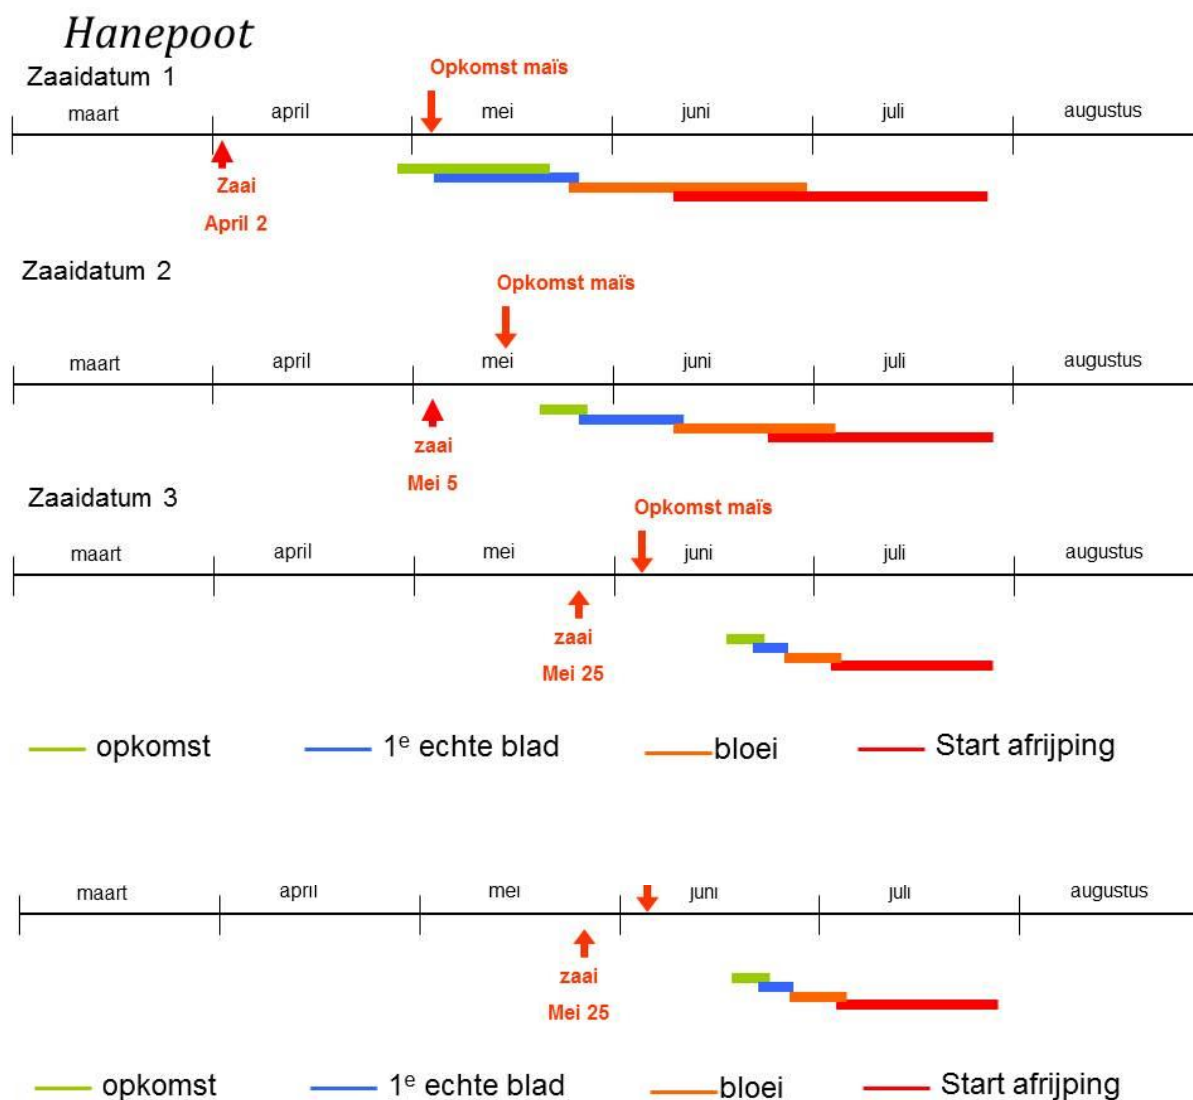 Hanepoot
Zaaidatum 1
Opkomst maïs
maart april mei juni juli augustus
Zaai
April 2
Zaaidatum 2
Opkomst maïs
maart april mei juni juli augustus
zaai
Mei 5
Zaaidatum 3
Opkomst maïs
maart april mei juni juli augustus
zaai
Mei 25
opkomst 1e echte blad bloei Start afrijping
maart april mei juni juli augustus
zaai
Mei 25
opkomst 1e echte blad bloei Start afrijping